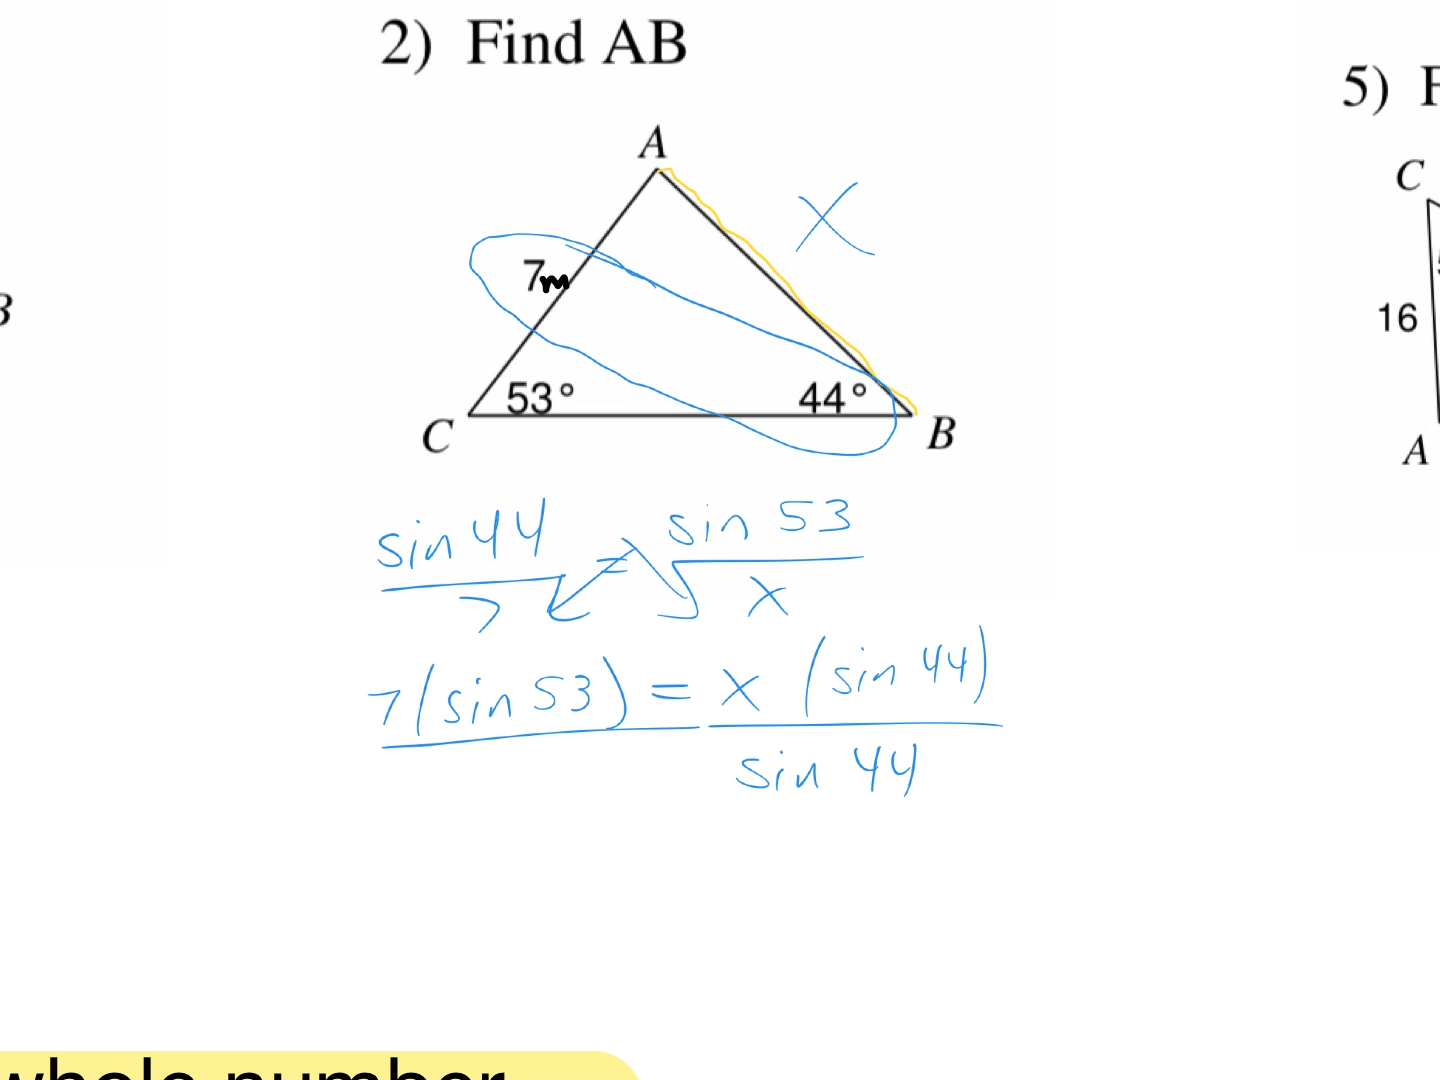 2) Find AB
5) F
A
X
C
7m
16
53°
44°
C
B
A
sin 44 = sin 53
7 x
7(sin 53) = x (sin 44)
sin 44
whole number